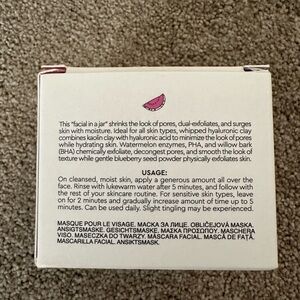 This "facial in a jar" shrinks the look of pores, dual-exfoliates, and surges
skin with moisture. Ideal for all skin types, whipped hyaluronic clay
combines kaolin clay with hyaluronic acid to minimize the look of pores
while hydrating skin. Watermelon enzymes, PHA, and willow bark
(BHA) chemically exfoliate, decongest pores, and smooth the look of
texture while gentle blueberry seed powder physically exfoliates skin.
USAGE:
On cleansed, moist skin, apply a generous amount all over the
face. Rinse with lukewarm water after 5 minutes, and follow with
the rest of your skincare routine. For sensitive skin types, leave
on for 2 minutes and gradually increase amount of time up to 5
minutes. Can be used daily. Slight tingling may be experienced.
MASQUE POUR LE VISAGE, МАСКА ЗА ЛИЦЕ, OBLIČEJOVÁ MASKA
ANSIGTSMASKE, GESICHTSMASKE, ΜΑΣΚΑ ΠΡΟΣΩΠΟΥ, MASCHERA
VISO, MASECZKA DO TWARZY, MÁSCARA FACIAL, MASCĂ DE FAȚĂ,
MASCARILLA FACIAL, ANSIKTSMASK.